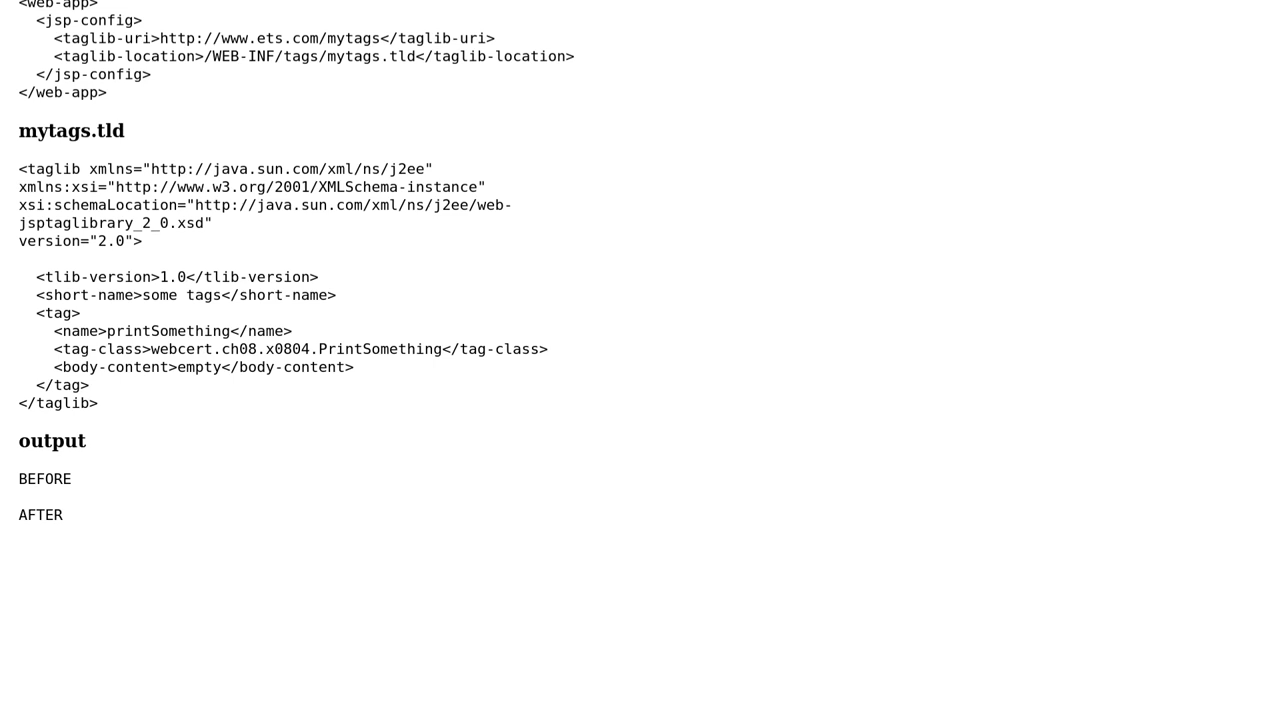 <web-app>
  <jsp-config>
    <taglib-uri>http://www.ets.com/mytags</taglib-uri>
    <taglib-location>/WEB-INF/tags/mytags.tld</taglib-location>
  </jsp-config>
</web-app>
mytags.tld
<taglib xmlns="http://java.sun.com/xml/ns/j2ee"
xmlns:xsi="http://www.w3.org/2001/XMLSchema-instance"
xsi:schemaLocation="http://java.sun.com/xml/ns/j2ee/web-
jsptaglibrary_2_0.xsd"
version="2.0">
  <tlib-version>1.0</tlib-version>
  <short-name>some tags</short-name>
  <tag>
    <name>printSomething</name>
    <tag-class>webcert.ch08.x0804.PrintSomething</tag-class>
    <body-content>empty</body-content>
  </tag>
</taglib>
output
BEFORE
AFTER